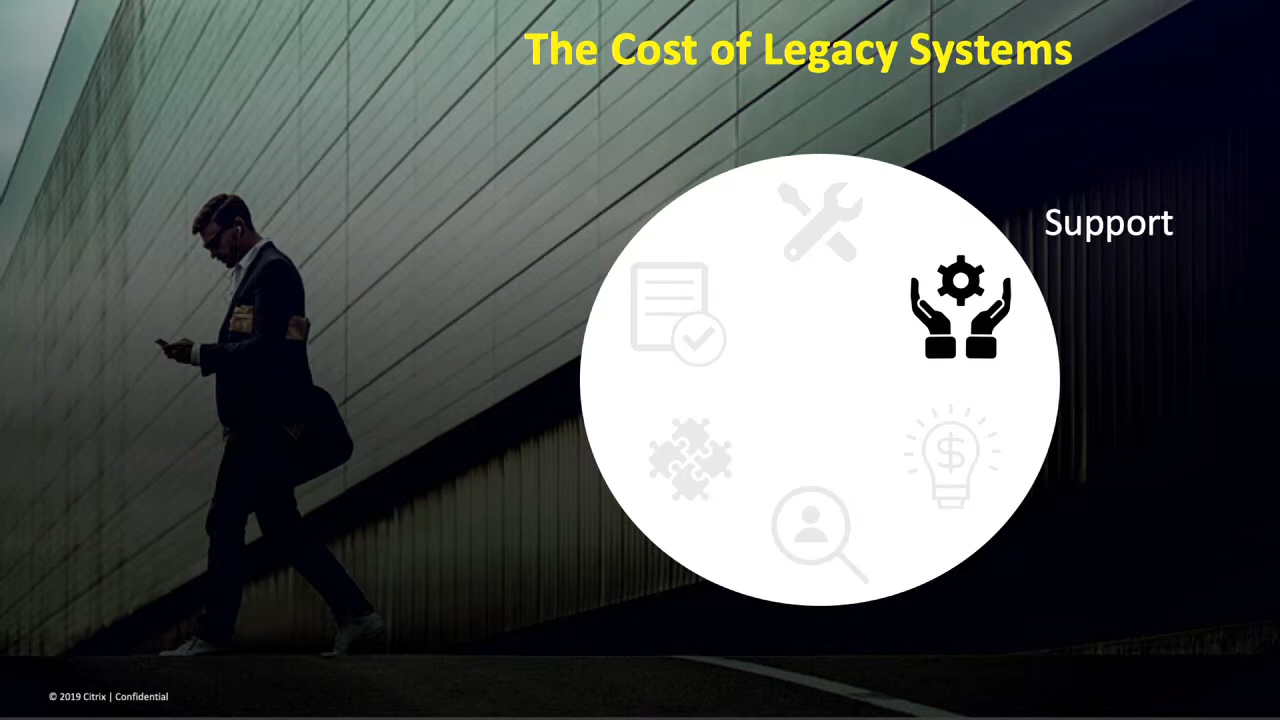 The Cost of Legacy Systems
Support
$
© 2019 Citrix | Confidential